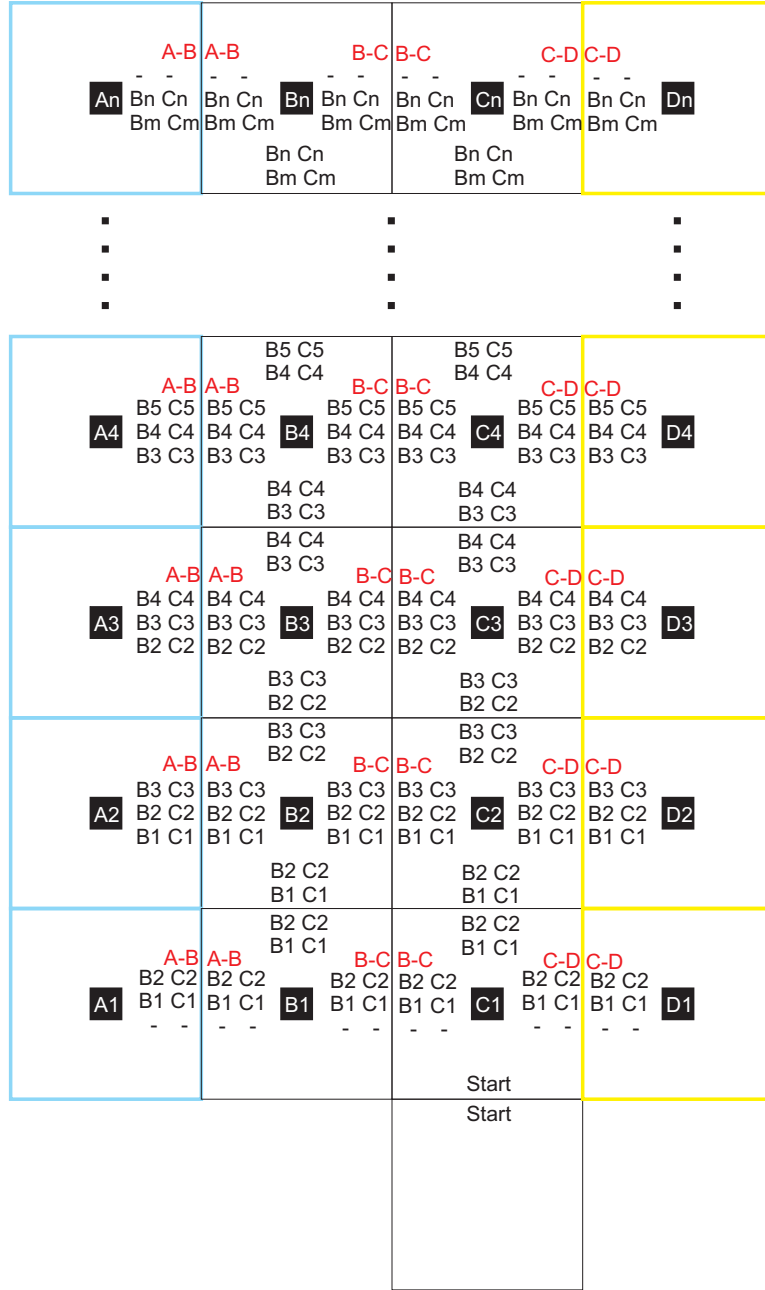 A-B A-B B-C B-C C-D C-D
- - - - - - - - - - - -
An Bn Cn Bn Cn Bn Bn Cn Bn Cn Cn Bn Cn Bn Cn Dn
Bm Cm Bm Cm Bm Cm Bm Cm Bm Cm Bm Cm
Bn Cn Bn Cn
Bm Cm Bm Cm
B5 C5 B5 C5
B4 C4 B4 C4
A-B A-B B-C B-C C-D C-D
B5 C5 B5 C5 B5 C5 B5 C5 B5 C5 B5 C5
A4 B4 C4 B4 C4 B4 B4 C4 B4 C4 C4 B4 C4 B4 C4 D4
B3 C3 B3 C3 B3 C3 B3 C3 B3 C3 B3 C3
B4 C4 B4 C4
B3 C3 B3 C3
B4 C4 B4 C4
B3 C3 B3 C3
A-B A-B B-C B-C C-D C-D
B4 C4 B4 C4 B4 C4 B4 C4 B4 C4 B4 C4
A3 B3 C3 B3 C3 B3 B3 C3 B3 C3 C3 B3 C3 B3 C3 D3
B2 C2 B2 C2 B2 C2 B2 C2 B2 C2 B2 C2
B3 C3 B3 C3
B2 C2 B2 C2
B3 C3 B3 C3
B2 C2 B2 C2
A-B A-B B-C B-C C-D C-D
B3 C3 B3 C3 B3 C3 B3 C3 B3 C3 B3 C3
A2 B2 C2 B2 C2 B2 B2 C2 B2 C2 C2 B2 C2 B2 C2 D2
B1 C1 B1 C1 B1 C1 B1 C1 B1 C1 B1 C1
B2 C2 B2 C2
B1 C1 B1 C1
B2 C2 B2 C2
B1 C1 B1 C1
A-B A-B B-C B-C C-D C-D
B2 C2 B2 C2 B2 C2 B2 C2 B2 C2 B2 C2
A1 B1 C1 B1 C1 B1 B1 C1 B1 C1 C1 B1 C1 B1 C1 D1
- - - - - - - - - - - -
Start
Start